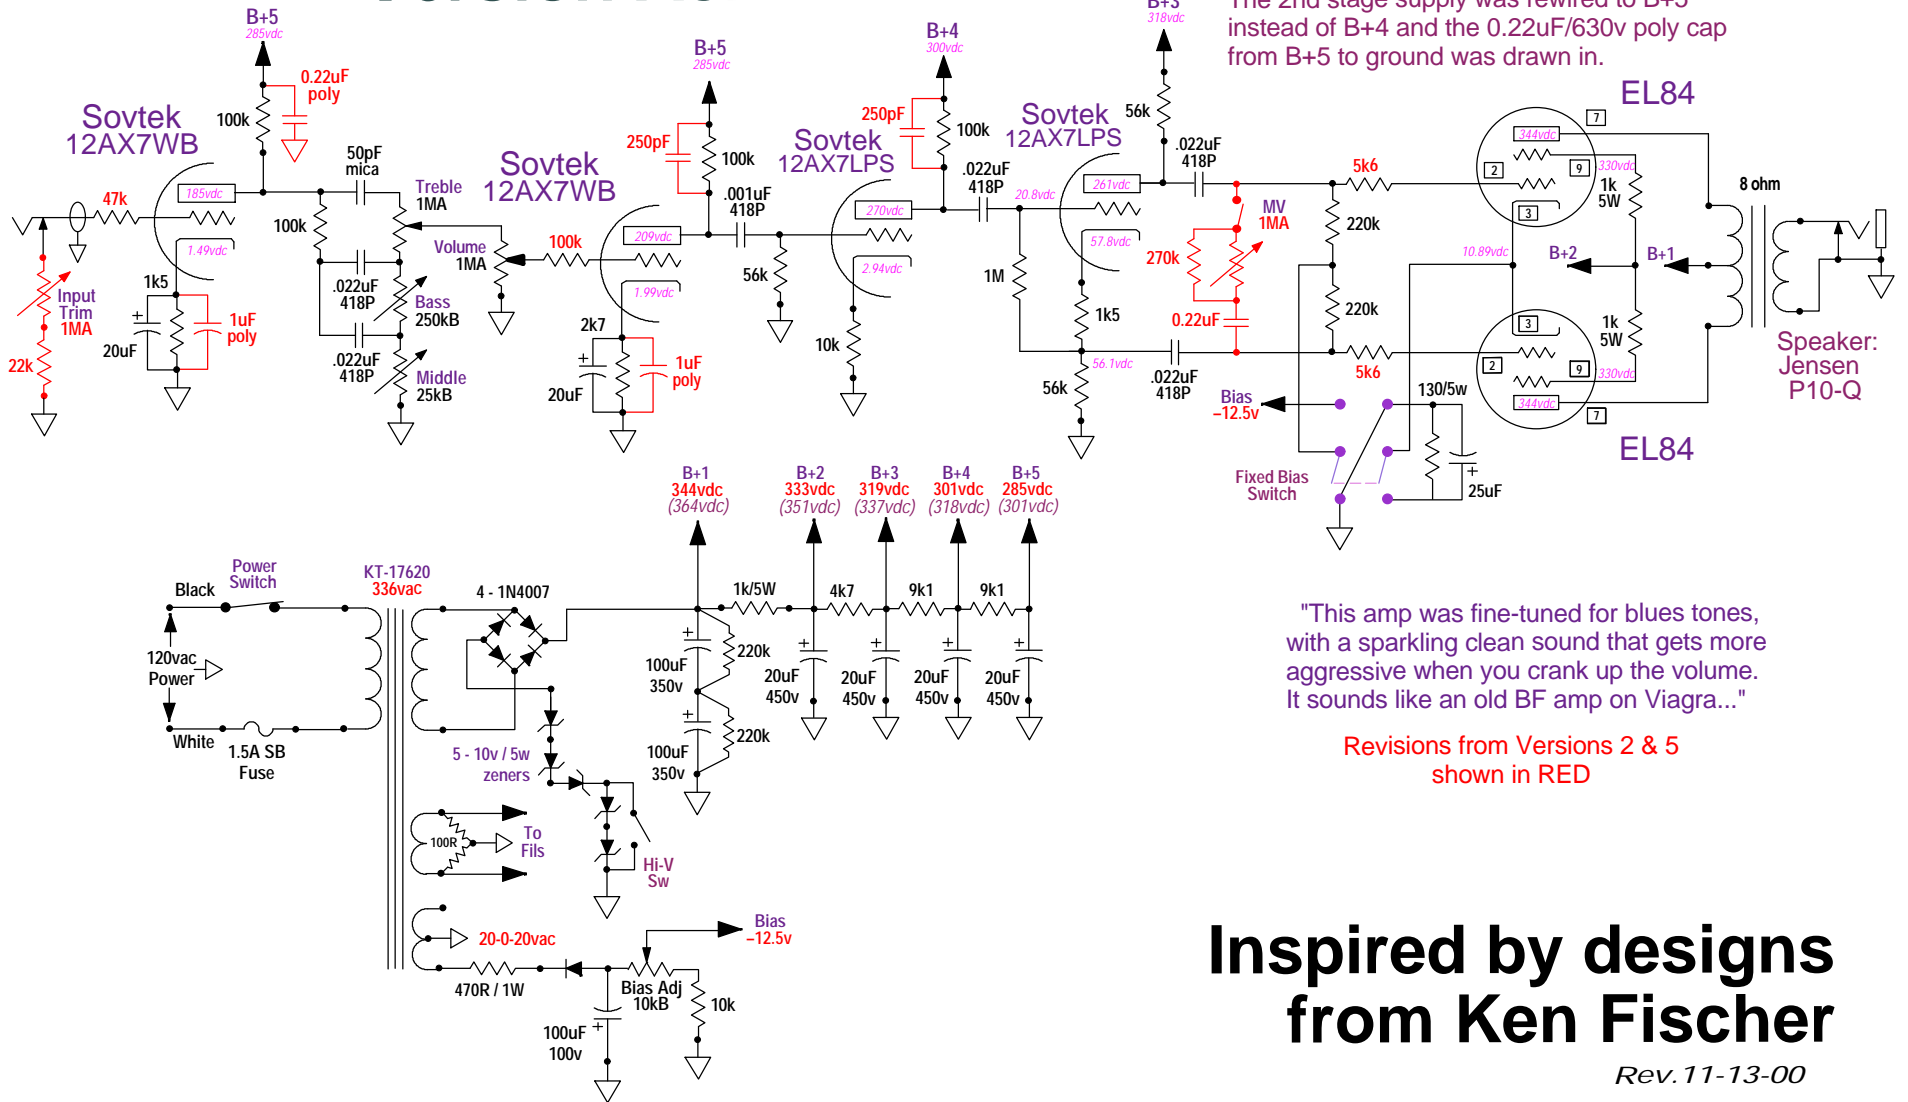 B+5
285vdc
0.22uF
poly
100k
Sovtek
12AX7WB
50pF
mica
185vdc
47k
Treble
1MA
100k
1.49vdc
Volume
1MA
1k5
Input
Trim
1MA
.022uF
418P
Bass
250kB
20uF
1uF
poly
22k
.022uF
418P
Middle
25kB
B+5
285vdc
250pF
100k
Sovtek
12AX7WB
100k
209vdc
1.99vdc
2k7
20uF
1uF
poly
.001uF
418P
56k
B+4
300vdc
250pF
100k
Sovtek
12AX7LPS
270vdc
2.94vdc
10k
.022uF
418P
20.8vdc
1M
Sovtek
12AX7LPS
B+3
318vdc
56k
261vdc
57.8vdc
1k5
56.1vdc
56k
.022uF
418P
.022uF
418P
MV
1MA
270k
0.22uF
5k6
220k
220k
5k6
The 2nd stage supply was rewired to B+5
instead of B+4 and the 0.22uF/630v poly cap
from B+5 to ground was drawn in.
EL84
344vdc
7
2
9
330vdc
3
1k
5W
10.89vdc
B+2
B+1
3
1k
5W
2
9
330vdc
344vdc
7
EL84
8 ohm
Speaker:
Jensen
P10-Q
Bias
–12.5v
130/5w
Fixed Bias
Switch
25uF
B+1
344vdc
(364vdc)
B+2
333vdc
(351vdc)
B+3
319vdc
(337vdc)
B+4
301vdc
(318vdc)
B+5
285vdc
(301vdc)
Black
Power
Switch
KT-17620
336vac
4 - 1N4007
1k/5W
4k7
9k1
9k1
120vac
Power
100uF
350v
220k
20uF
450v
20uF
450v
20uF
450v
20uF
450v
White
1.5A SB
Fuse
5 - 10v / 5w
zeners
100uF
350v
220k
100R
To
Fils
Hi-V
Sw
20-0-20vac
Bias
–12.5v
470R / 1W
Bias Adj
10kB
10k
100uF
100v
"This amp was fine-tuned for blues tones,
with a sparkling clean sound that gets more
aggressive when you crank up the volume.
It sounds like an old BF amp on Viagra..."
Revisions from Versions 2 & 5
shown in RED
Inspired by designs
from Ken Fischer
Rev.11-13-00